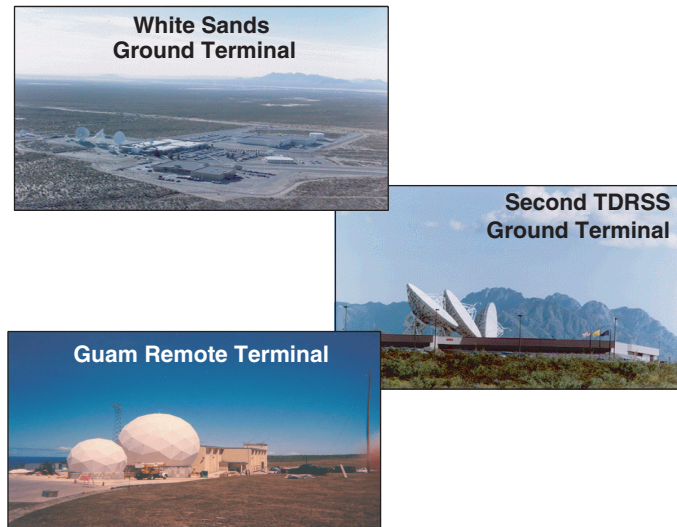 White Sands
Ground Terminal
Second TDRSS
Ground Terminal
Guam Remote Terminal